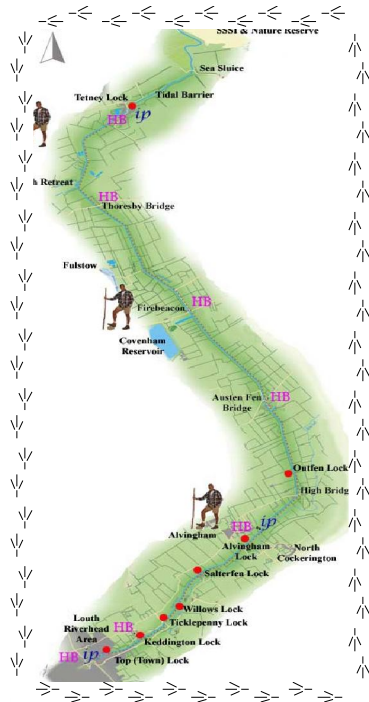 SSSI & Nature Reserve
Sea Sluice
Tetney Lock
Tidal Barrier
HB ip
h Retreat
HB
Thoresby Bridge
Fulstow
HB
Firebeacon
Covenham
Reservoir
Austen Fen
Bridge
HB
Outfen Lock
High Bridg
ip
HB
Alvingham
Alvingham
Lock
North
Cockerington
Salterfen Lock
Willows Lock
Ticklepenny Lock
Louth
Riverhead
Area
HB
Keddington Lock
HB ip
Top (Town) Lock